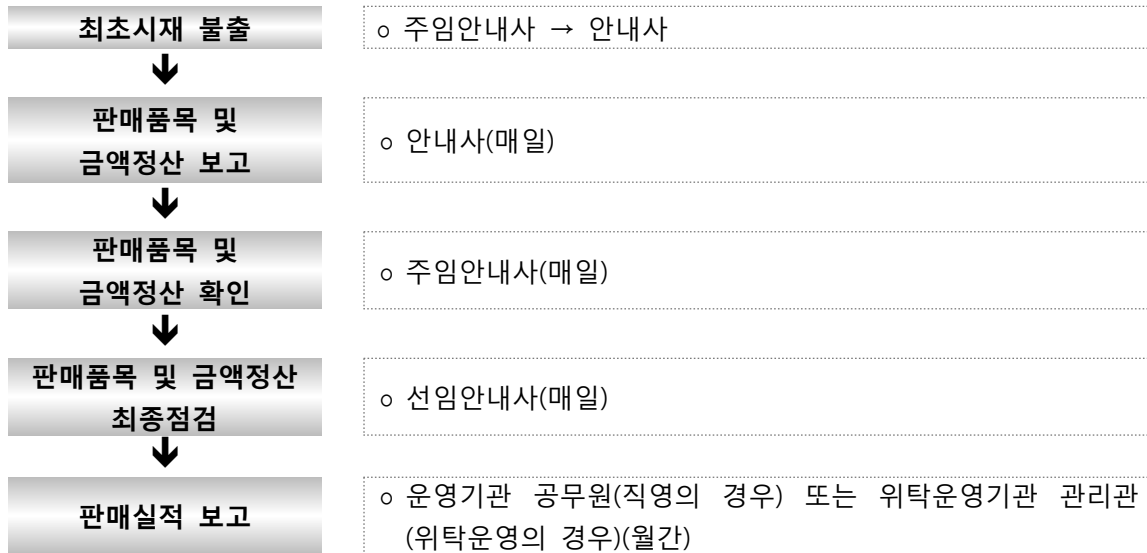 최초시재 불출
o 주임안내사 → 안내사
판매품목 및
금액정산 보고
o 안내사(매일)
판매품목 및
금액정산 확인
o 주임안내사(매일)
판매품목 및 금액정산
최종점검
o 선임안내사(매일)
판매실적 보고
o 운영기관 공무원(직영의 경우) 또는 위탁운영기관 관리관
(위탁운영의 경우)(월간)